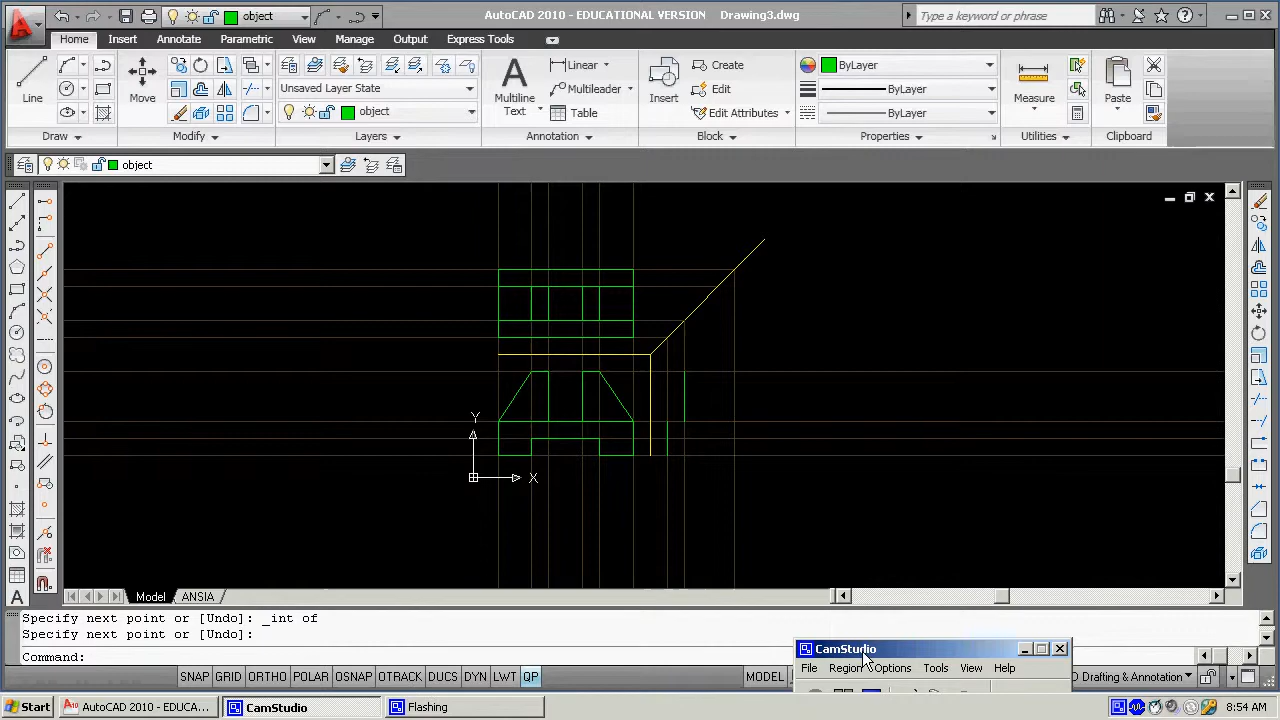 object
AutoCAD 2010 - EDUCATIONAL VERSION Drawing3.dwg
Type a keyword or phrase
Home Insert Annotate Parametric View Manage Output Express Tools
Line
Move
Unsaved Layer State
object
Multiline Text
Linear
Multileader
Table
Insert
Create
Edit
Edit Attributes
ByLayer
ByLayer
ByLayer
Measure
Paste
Draw Modify Layers Annotation Block Properties Utilities Clipboard
object
Y
X
Model ANSIA
Specify next point or [Undo]: _int of
Specify next point or [Undo]:
Command:
CamStudio
File Region Options Tools View Help
SNAP GRID ORTHO POLAR OSNAP OTRACK DUCS DYN LWT QP MODEL Drafting & Annotation
Start AutoCAD 2010 - EDUCA... CamStudio Flashing 8:54 AM